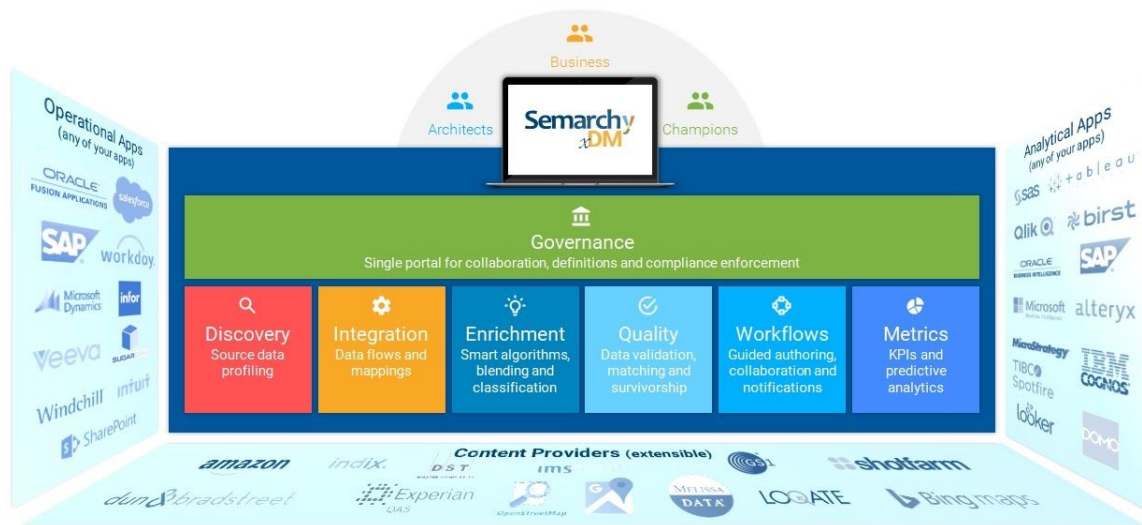 Business
Architects
Champions
Semarchy
xDM
Operational Apps
(any of your apps)
ORACLE
FUSION APPLICATIONS
salesforce
SAP
workday.
Microsoft
Dynamics
infor
veeva
SUGAR
Windchill
intuit
SharePoint
Governance
Single portal for collaboration, definitions and compliance enforcement
Discovery
Source data
profiling
Integration
Data flows and
mappings
Enrichment
Smart algorithms,
blending and
classification
Quality
Data validation,
matching and
survivorship
Workflows
Guided authoring,
collaboration and
notifications
Metrics
KPIs and
predictive
analytics
Analytical Apps
(any of your apps)
sas
+tableau
Qlik
birst
ORACLE
BUSINESS INTELLIGENCE
SAP
Microsoft
alteryx
MicroStrategy
TIBCO
Spotfire
IBM
COGNOS
looker
DOMO
Content Providers (extensible)
amazon
indix.
DST
ims
GS1
shotfarm
dun & bradstreet
Experian
QAS
OpenStreetMap
G
MELISSA
DATA
LOQATE
Bing maps